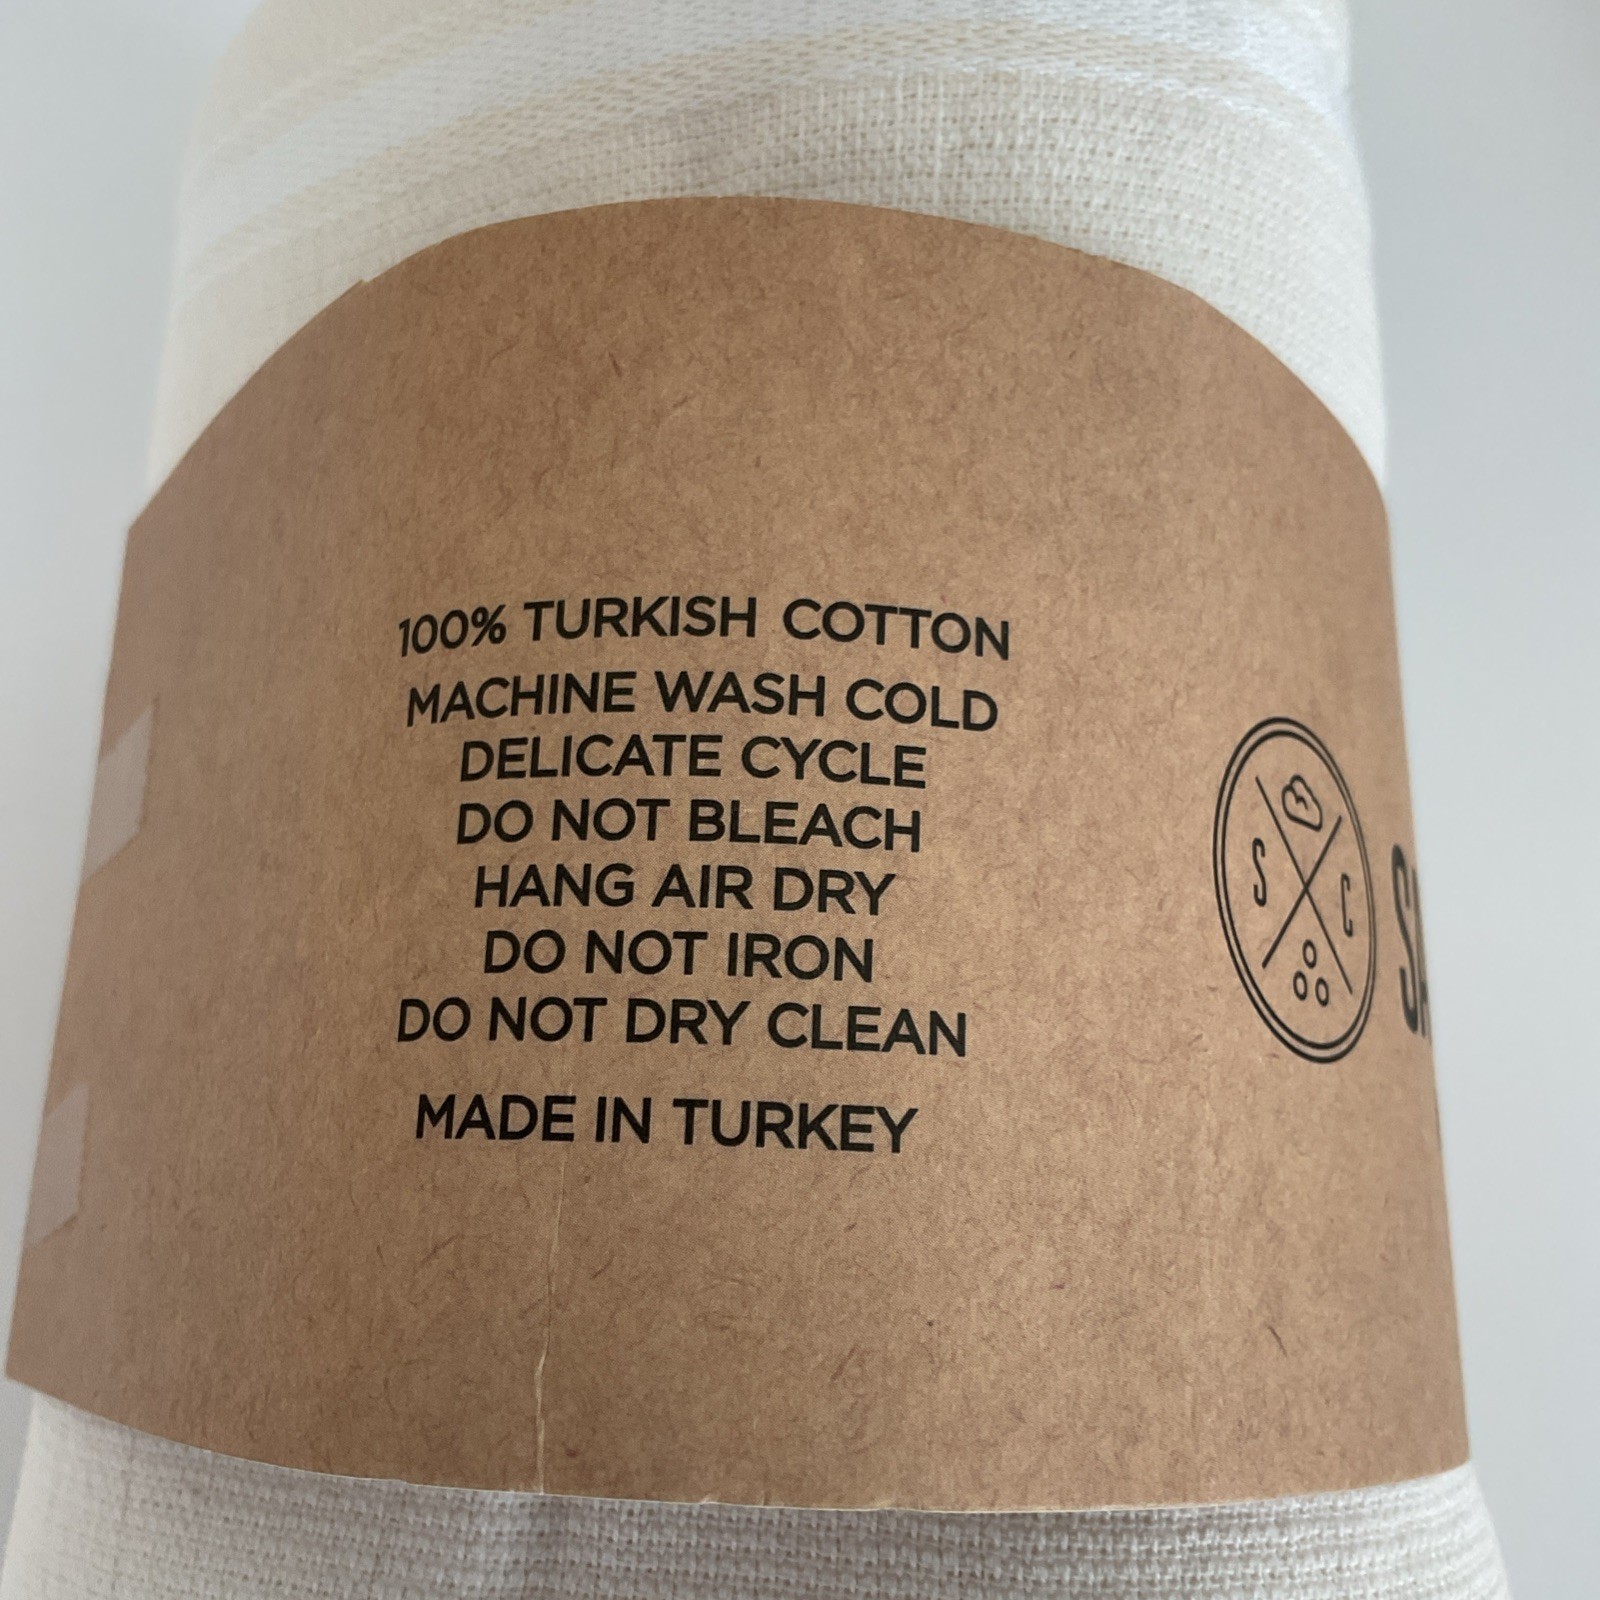 100% TURKISH COTTON
MACHINE WASH COLD
DELICATE CYCLE
DO NOT BLEACH
HANG AIR DRY
DO NOT IRON
DO NOT DRY CLEAN
MADE IN TURKEY
S C